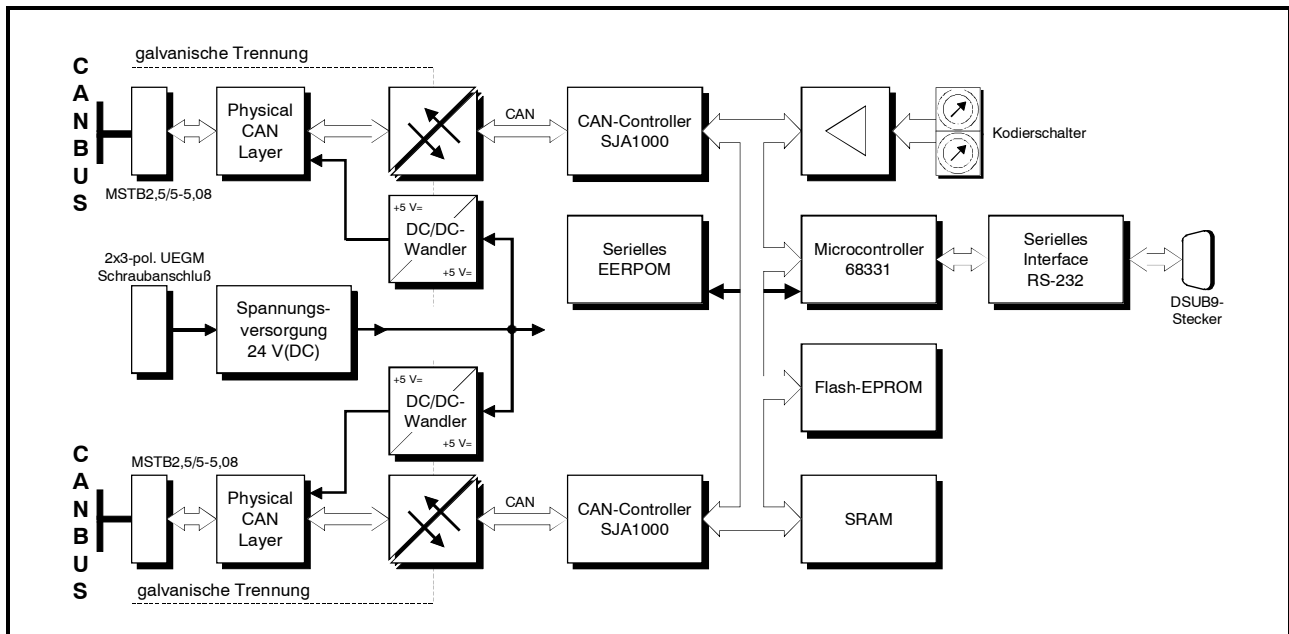 galvanische Trennung
C
A
N
B
U
S
MSTB2,5/5-5,08
Physical
CAN
Layer
CAN
CAN-Controller
SJA1000
Kodierschalter
+5 V=
DC/DC-
Wandler
+5 V=
Serielles
EERPOM
Microcontroller
68331
Serielles
Interface
RS-232
DSUB9-
Stecker
2x3-pol. UEGM
Schraubanschluß
Spannungs-
versorgung
24 V(DC)
+5 V=
DC/DC-
Wandler
+5 V=
Flash-EPROM
C
A
N
B
U
S
MSTB2,5/5-5,08
Physical
CAN
Layer
CAN
CAN-Controller
SJA1000
SRAM
galvanische Trennung